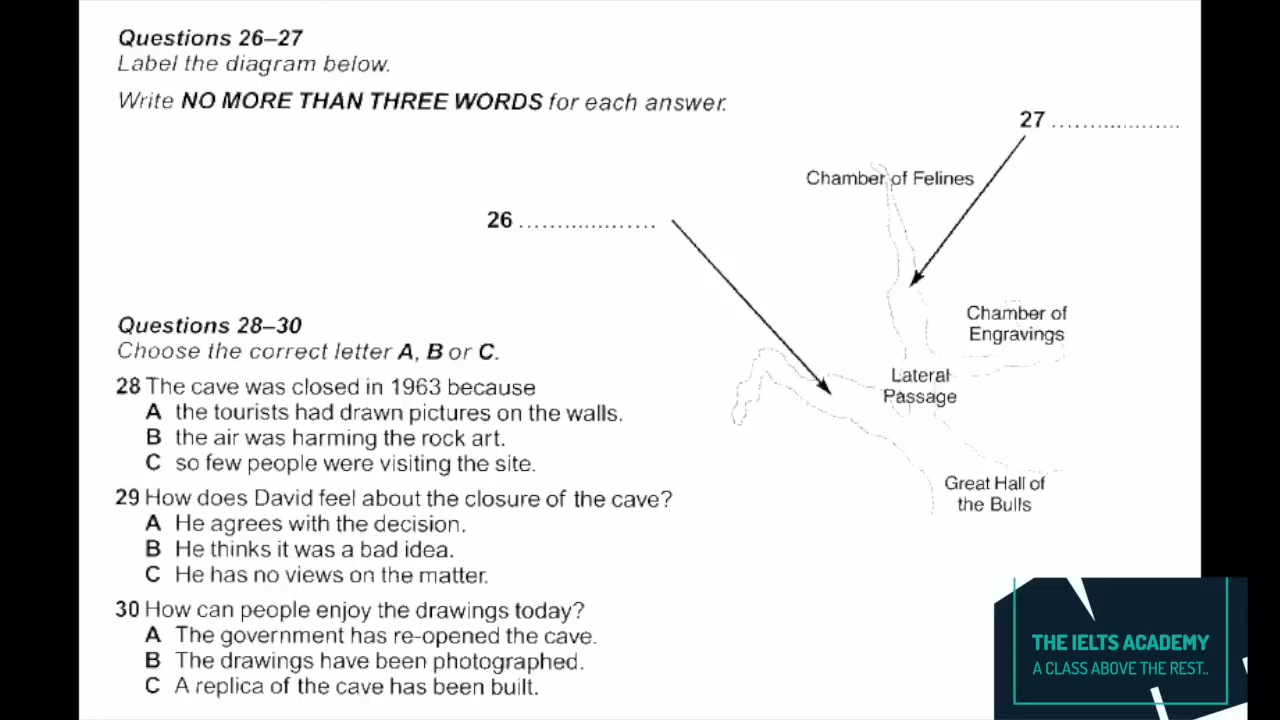 Questions 26–27
Label the diagram below.
Write NO MORE THAN THREE WORDS for each answer.
27 ....................
Chamber of Felines
26 ....................
Chamber of
Engravings
Lateral
Passage
Great Hall of
the Bulls
Questions 28–30
Choose the correct letter A, B or C.
28 The cave was closed in 1963 because
A the tourists had drawn pictures on the walls.
B the air was harming the rock art.
C so few people were visiting the site.
29 How does David feel about the closure of the cave?
A He agrees with the decision.
B He thinks it was a bad idea.
C He has no views on the matter.
30 How can people enjoy the drawings today?
A The government has re-opened the cave.
B The drawings have been photographed.
C A replica of the cave has been built.
THE IELTS ACADEMY
A CLASS ABOVE THE REST..